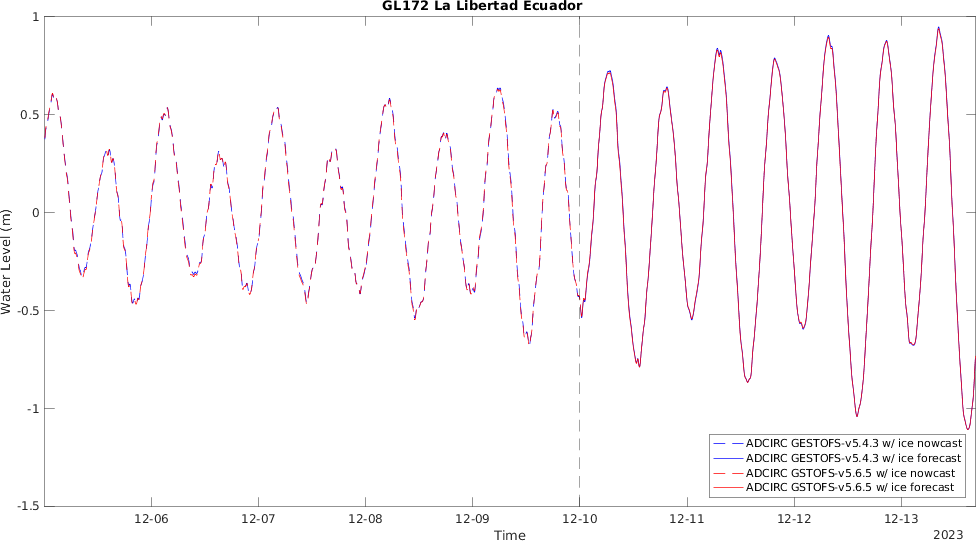 GL172 La Libertad Ecuador
1
0.5
0
-0.5
-1
-1.5
Water Level (m)
ADCIRC GESTOFS-v5.4.3 w/ ice nowcast
ADCIRC GESTOFS-v5.4.3 w/ ice forecast
ADCIRC GSTOFS-v5.6.5 w/ ice nowcast
ADCIRC GSTOFS-v5.6.5 w/ ice forecast
12-06 12-07 12-08 12-09 12-10 12-11 12-12 12-13
Time
2023